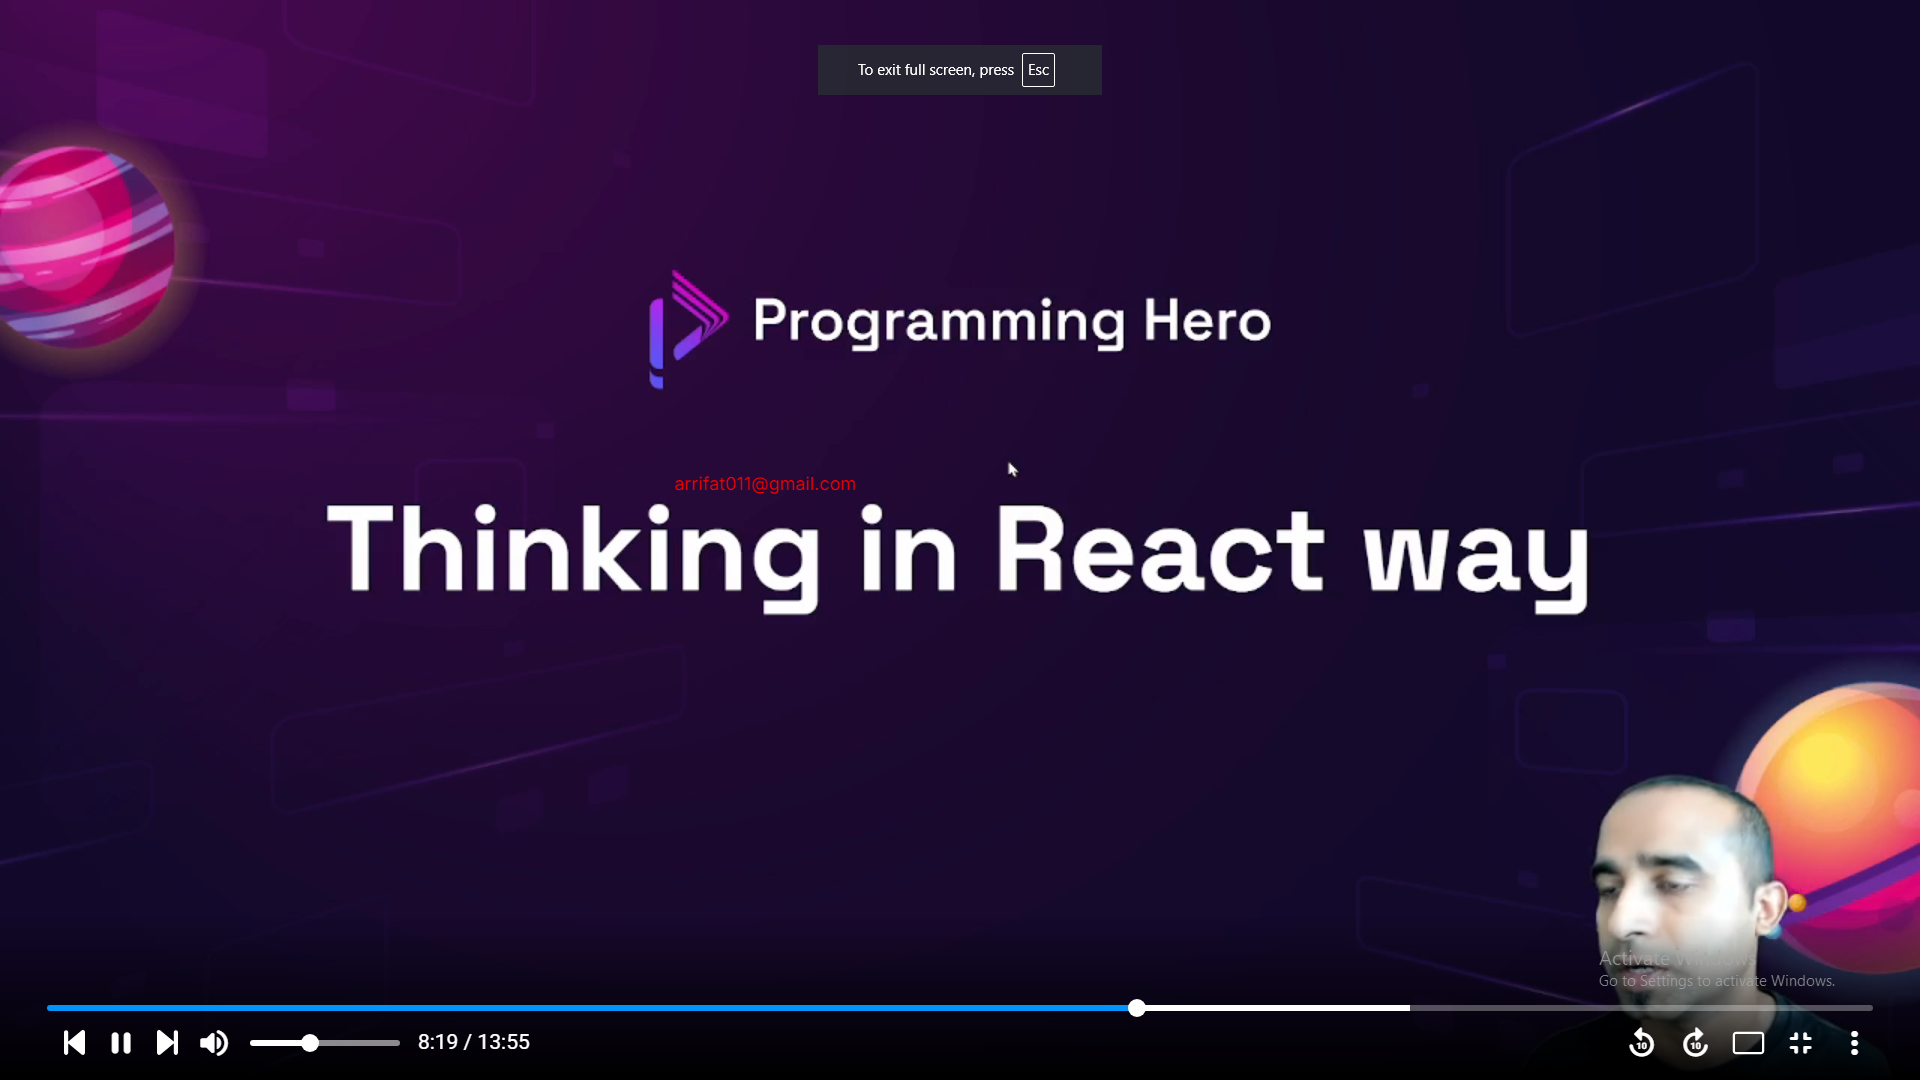 To exit full screen, press Esc
Programming Hero
arrifat011@gmail.com
Thinking in React way
Activate Windows
Go to Settings to activate Windows.
8:19 / 13:55
10
10